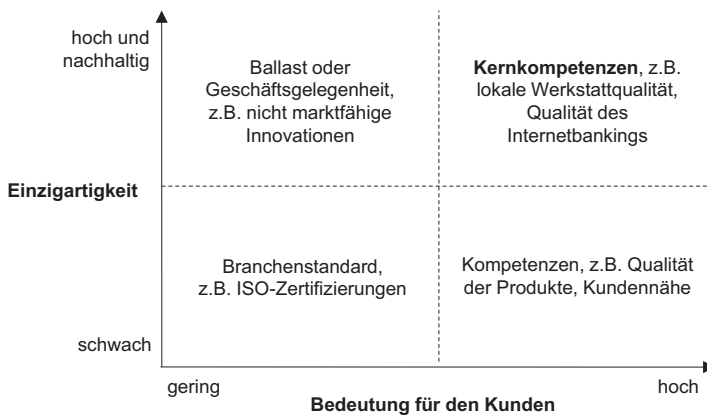 hoch und
nachhaltig
Ballast oder
Geschäftsgelegenheit,
z.B. nicht marktfähige
Innovationen
Kernkompetenzen, z.B.
lokale Werkstattqualität,
Qualität des
Internetbankings
Einzigartigkeit
Branchenstandard,
z.B. ISO-Zertifizierungen
Kompetenzen, z.B. Qualität
der Produkte, Kundennähe
schwach
gering
hoch
Bedeutung für den Kunden